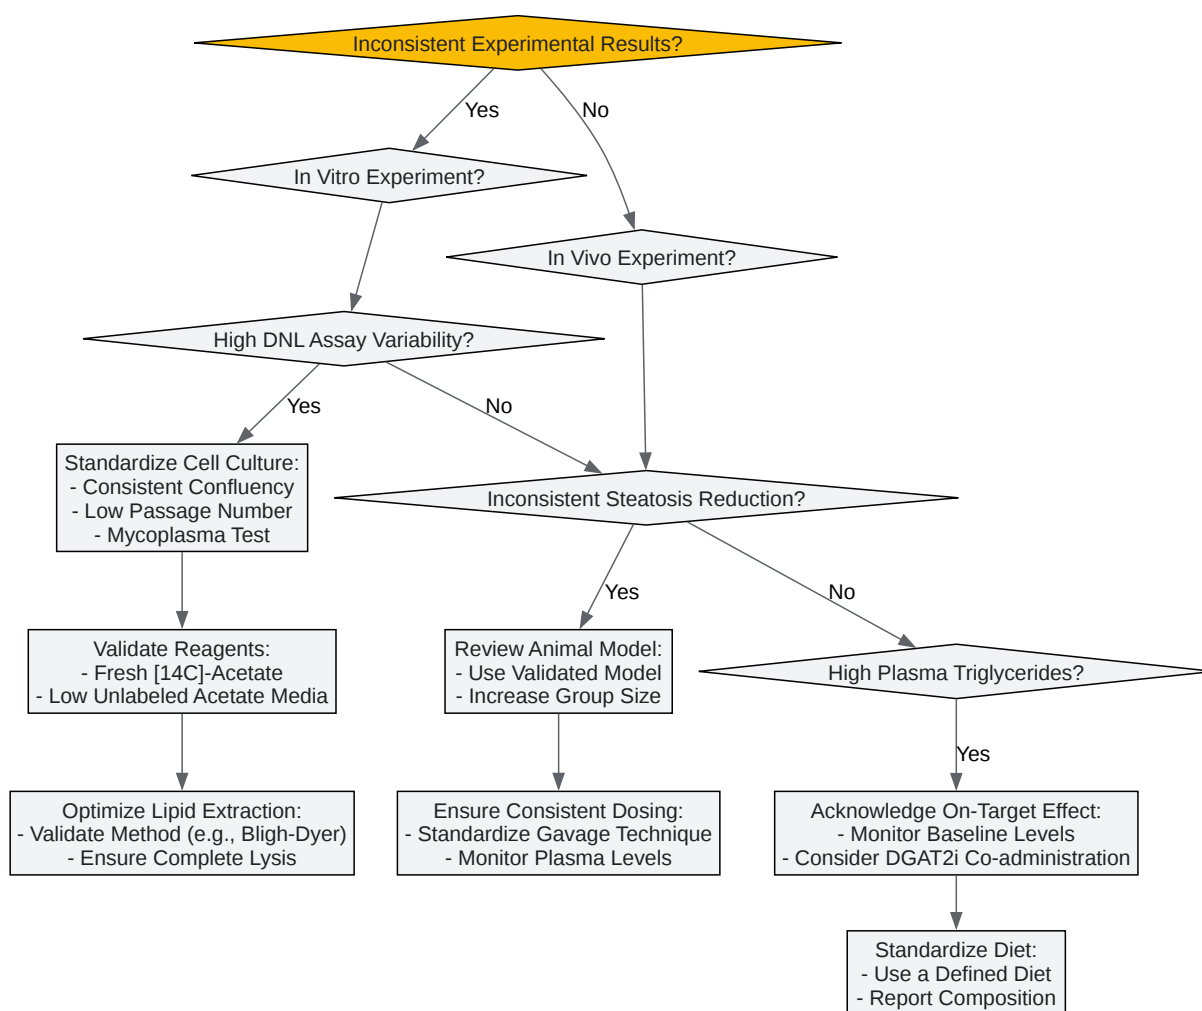 Inconsistent Experimental Results?
Yes
No
In Vitro Experiment?
In Vivo Experiment?
High DNL Assay Variability?
Yes
No
Standardize Cell Culture:
- Consistent Confluency
- Low Passage Number
- Mycoplasma Test
Inconsistent Steatosis Reduction?
Yes
No
Validate Reagents:
- Fresh [14C]-Acetate
- Low Unlabeled Acetate Media
Review Animal Model:
- Use Validated Model
- Increase Group Size
High Plasma Triglycerides?
Yes
Optimize Lipid Extraction:
- Validate Method (e.g., Bligh-Dyer)
- Ensure Complete Lysis
Ensure Consistent Dosing:
- Standardize Gavage Technique
- Monitor Plasma Levels
Acknowledge On-Target Effect:
- Monitor Baseline Levels
- Consider DGAT2i Co-administration
Standardize Diet:
- Use a Defined Diet
- Report Composition